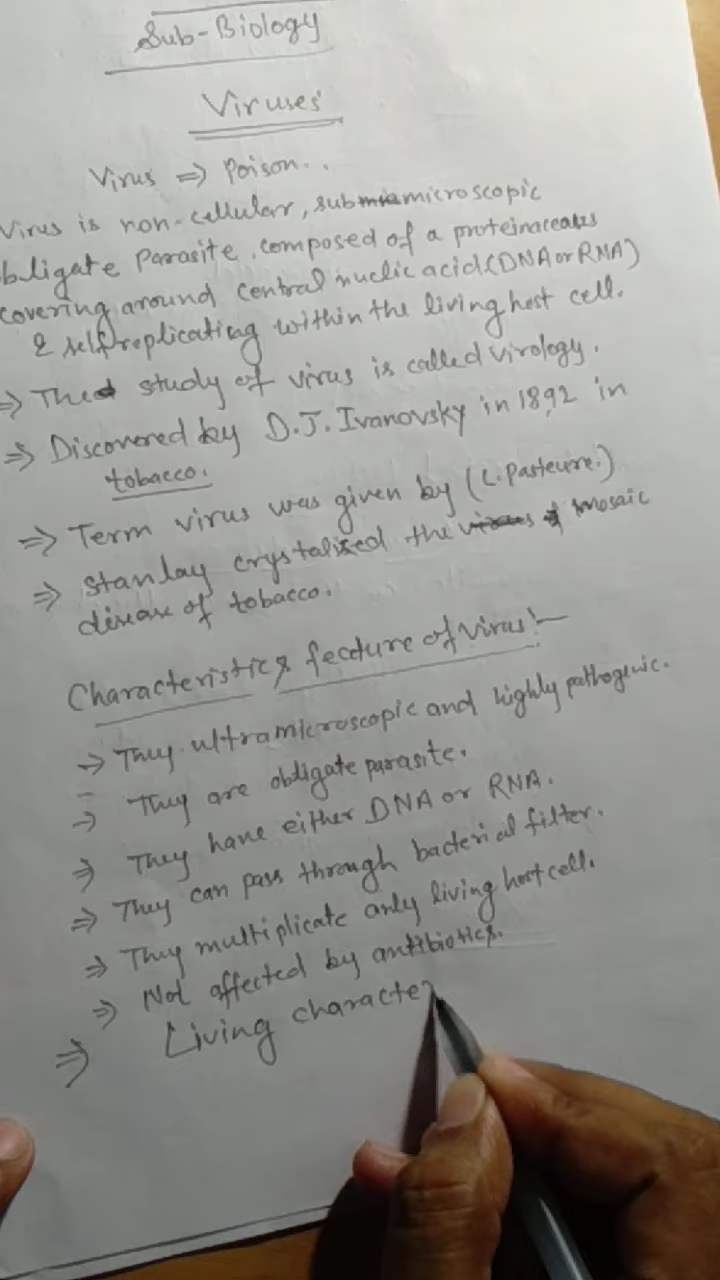 Sub-Biology
Viruses
Virus ⇒ Poison..
Virus is non-cellular, submicroscopic
obligate Parasite, composed of a proteinaceaus
covering around central nuclic acid (DNA or RNA)
& self replicating within the living host cell.
⇒ The study of virus is called virology.
⇒ Discovered by D.J. Ivanovsky in 1892 in
tobacco.
⇒ Term virus was given by (L. Pasteure.)
⇒ Stanlay crystalised the mosaic
disease of tobacco.
Characteristics feature of virus:-
→ They ultramicroscopic and highly pathogenic.
→ They are obligate parasite.
⇒ They have either DNA or RNA.
⇒ They can pass through bacterial filter.
⇒ They multiplicate only living host cell.
⇒ Not affected by antibiotics.
⇒ Living character